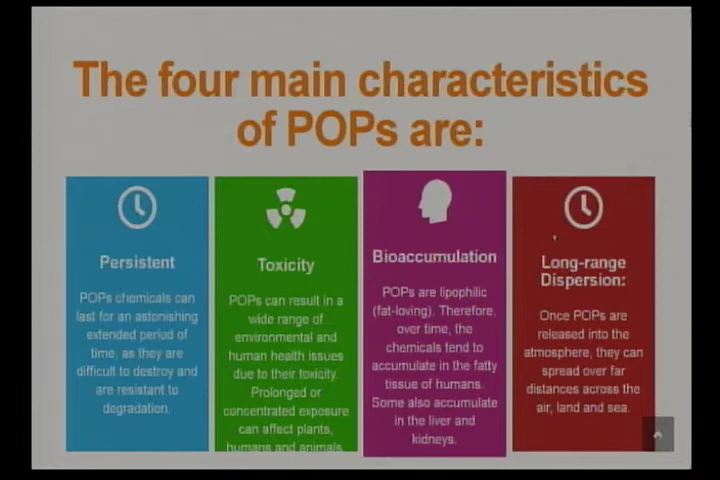 The four main characteristics
of POPs are:
Persistent
POPs chemicals can
last for an astonishing
extended period of
time, as they are
difficult to destroy and
are resistant to
degradation.
Toxicity
POPs can result in a
wide range of
environmental and
human health issues
due to their toxicity.
Prolonged or
concentrated exposure
can affect plants,
humans and animals
Bioaccumulation
POPs are lipophilic
(fat-loving). Therefore,
over time, the
chemicals tend to
accumulate in the fatty
tissue of humans.
Some also accumulate
in the liver and
kidneys.
Long-range
Dispersion:
Once POPs are
released into the
atmosphere, they can
spread over far
distances across the
air, land and sea.